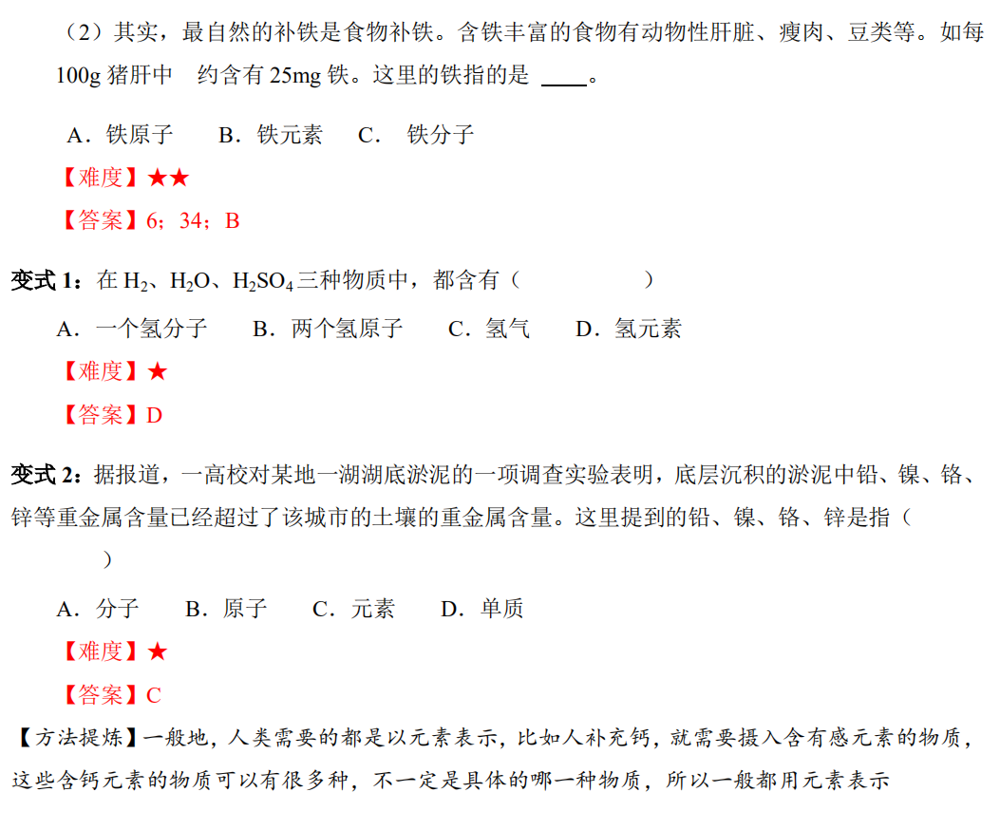 （2）其实，最自然的补铁是食物补铁。含铁丰富的食物有动物性肝脏、瘦肉、豆类等。如每
100g 猪肝中 约含有 25mg 铁。这里的铁指的是 ____。
A．铁原子 B．铁元素 C． 铁分子
【难度】★★
【答案】6；34；B
变式 1：在 H₂、H₂O、H₂SO₄ 三种物质中，都含有（ ）
A．一个氢分子 B．两个氢原子 C．氢气 D．氢元素
【难度】★
【答案】D
变式 2：据报道，一高校对某地一湖湖底淤泥的一项调查实验表明，底层沉积的淤泥中铅、镍、铬、
锌等重金属含量已经超过了该城市的土壤的重金属含量。这里提到的铅、镍、铬、锌是指（
）
A．分子 B．原子 C．元素 D．单质
【难度】★
【答案】C
【方法提炼】一般地，人类需要的都是以元素表示，比如人补充钙，就需要摄入含有感元素的物质，
这些含钙元素的物质可以有很多种，不一定是具体的哪一种物质，所以一般都用元素表示